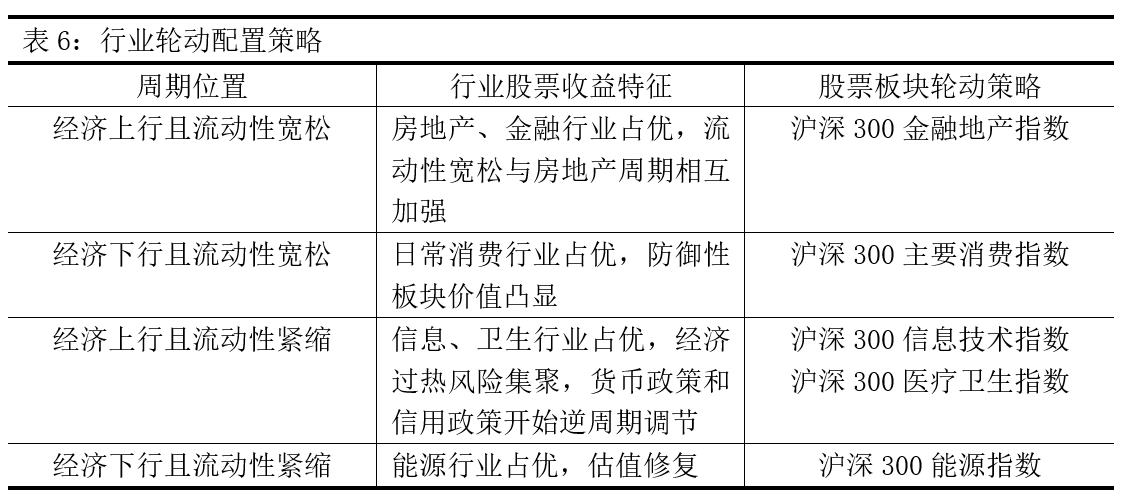 表 6：行业轮动配置策略
周期位置
行业股票收益特征
股票板块轮动策略
经济上行且流动性宽松
房地产、金融行业占优，流
动性宽松与房地产周期相互
加强
沪深 300 金融地产指数
经济下行且流动性宽松
日常消费行业占优，防御性
板块价值凸显
沪深 300 主要消费指数
经济上行且流动性紧缩
信息、卫生行业占优，经济
过热风险集聚，货币政策和
信用政策开始逆周期调节
沪深 300 信息技术指数
沪深 300 医疗卫生指数
经济下行且流动性紧缩
能源行业占优，估值修复
沪深 300 能源指数